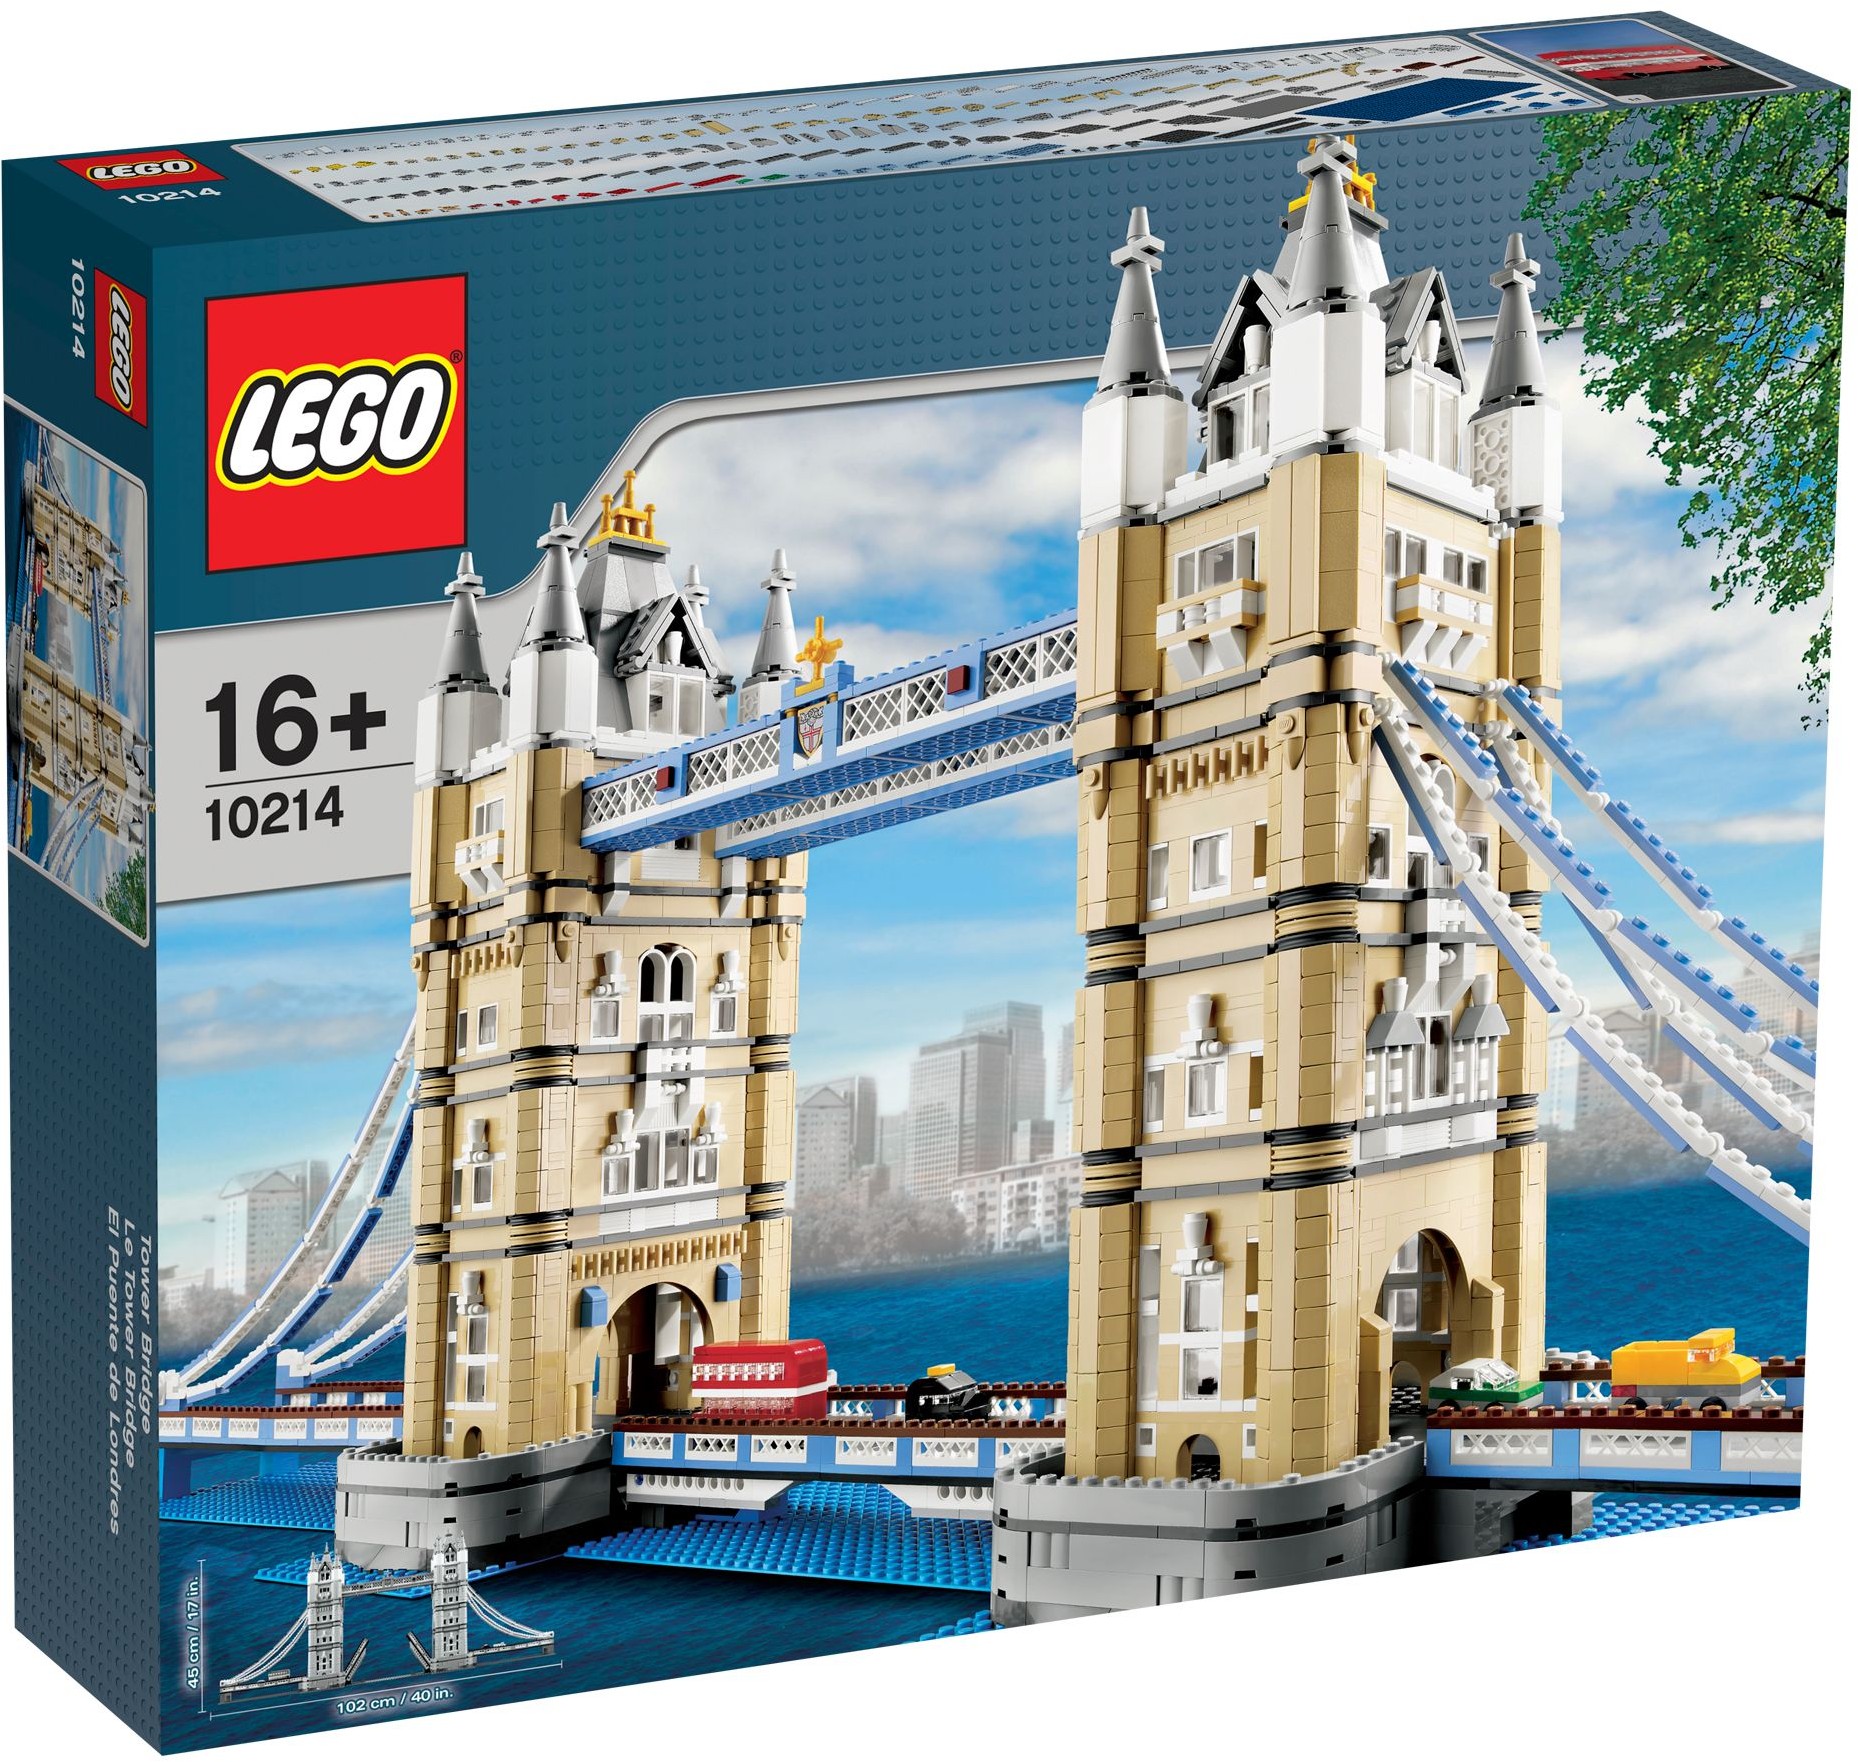 LEGO
10214
LEGO
10214
LEGO®
16+
10214
Tower Bridge
Le Tower Bridge
El Puente de Londres
45 cm / 17 in.
102 cm / 40 in.